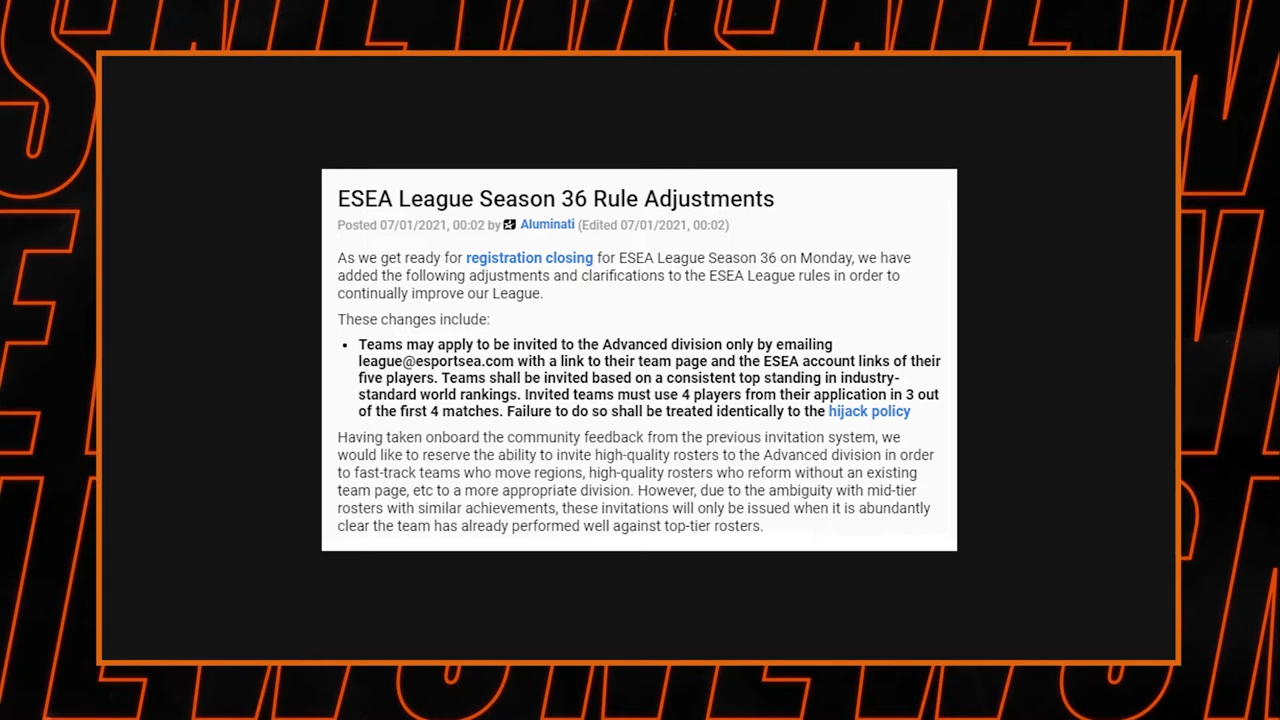 ESEA League Season 36 Rule Adjustments
Posted 07/01/2021, 00:02 by Aluminati (Edited 07/01/2021, 00:02)
As we get ready for registration closing for ESEA League Season 36 on Monday, we have
added the following adjustments and clarifications to the ESEA League rules in order to
continually improve our League.
These changes include:
• Teams may apply to be invited to the Advanced division only by emailing
league@esportsea.com with a link to their team page and the ESEA account links of their
five players. Teams shall be invited based on a consistent top standing in industry-
standard world rankings. Invited teams must use 4 players from their application in 3 out
of the first 4 matches. Failure to do so shall be treated identically to the hijack policy
Having taken onboard the community feedback from the previous invitation system, we
would like to reserve the ability to invite high-quality rosters to the Advanced division in order
to fast-track teams who move regions, high-quality rosters who reform without an existing
team page, etc to a more appropriate division. However, due to the ambiguity with mid-tier
rosters with similar achievements, these invitations will only be issued when it is abundantly
clear the team has already performed well against top-tier rosters.